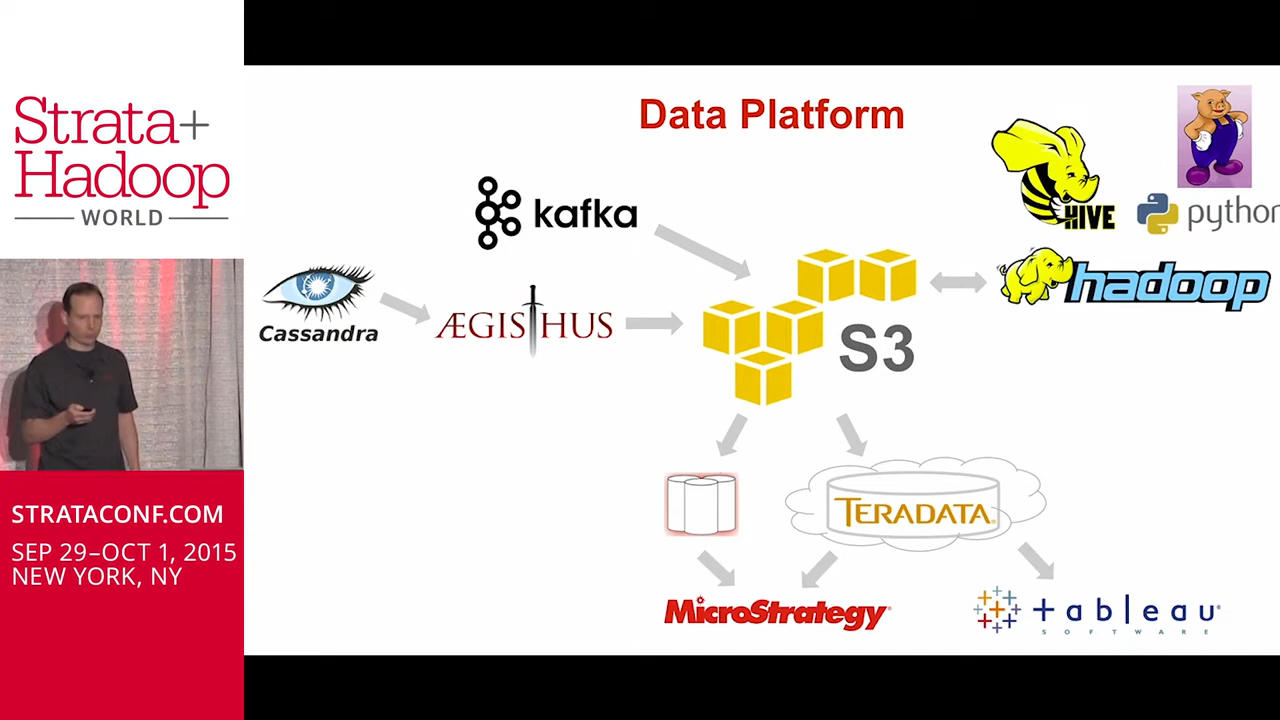 Strata+
Hadoop
WORLD
STRATACONF.COM
SEP 29–OCT 1, 2015
NEW YORK, NY
Data Platform
kafka
HIVE
python
Cassandra
ÆGISTHUS
S3
hadoop
TERADATA
MicroStrategy
+ableau
SOFTWARE